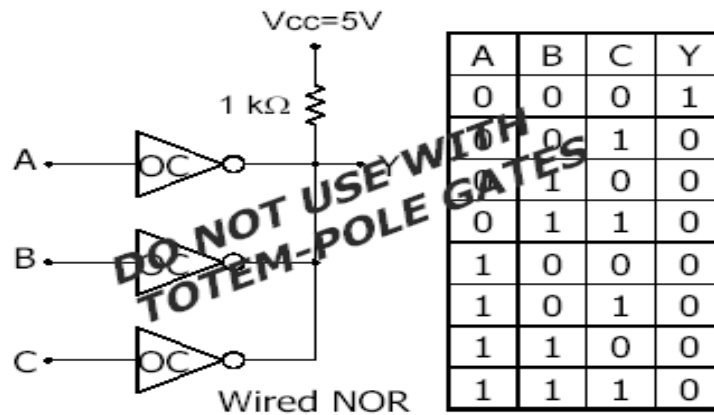 Vcc=5V
1 kΩ
A
OC
Y
B
OC
C
OC
Wired NOR
DO NOT USE WITH
TOTEM-POLE GATES
A B C Y
0 0 0 1
0 0 1 0
0 1 0 0
0 1 1 0
1 0 0 0
1 0 1 0
1 1 0 0
1 1 1 0